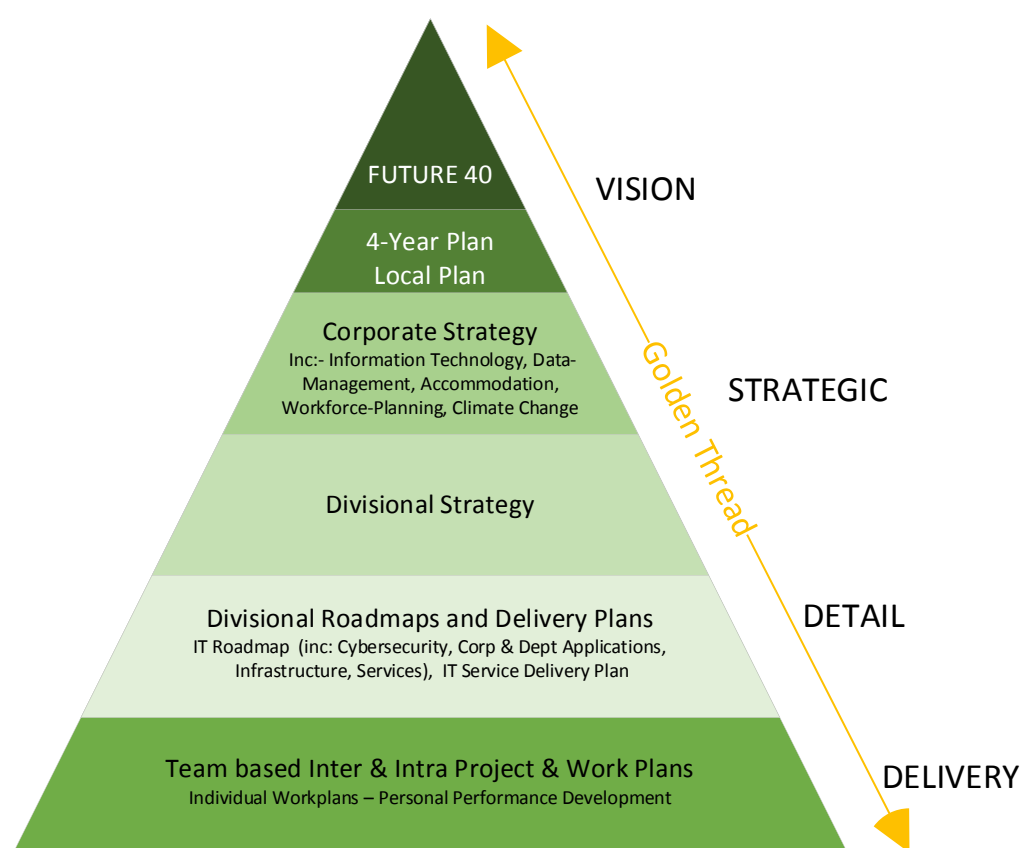 FUTURE 40
VISION
4-Year Plan
Local Plan
Corporate Strategy
Inc:- Information Technology, Data-
Management, Accommodation,
Workforce-Planning, Climate Change
Golden Thread
STRATEGIC
Divisional Strategy
Divisional Roadmaps and Delivery Plans
IT Roadmap (inc: Cybersecurity, Corp & Dept Applications,
Infrastructure, Services), IT Service Delivery Plan
DETAIL
Team based Inter & Intra Project & Work Plans
Individual Workplans – Personal Performance Development
DELIVERY